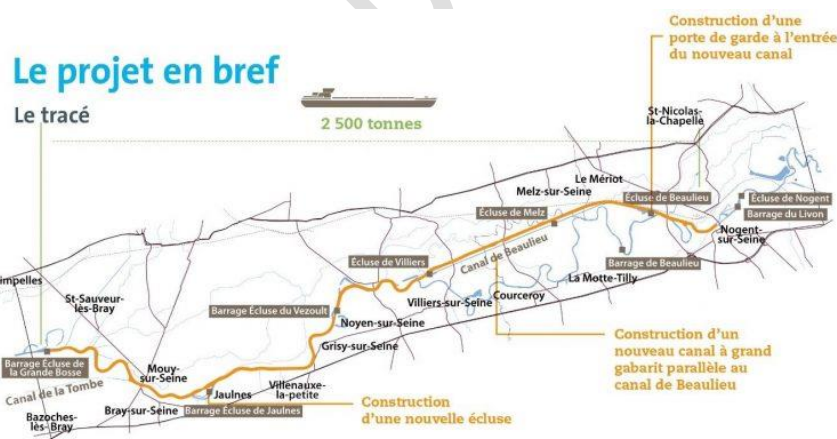 Construction d'une
porte de garde à l'entrée
du nouveau canal
Le projet en bref
Le tracé
2 500 tonnes
St-Nicolas-
la-Chapelle
Le Mériot
Melz-sur-Seine
Écluse de Beaulieu
Écluse de Nogent
Écluse de Melz
Barrage du Livon
Nogent-
sur-Seine
Canal de Beaulieu
Écluse de Villiers
Barrage de Beaulieu
La Motte-Tilly
impelles
St-Sauveur-
lès-Bray
Courceroy
Villiers-sur-Seine
Barrage Écluse du Vezoult
Noyen-sur-Seine
Grisy-sur-Seine
Construction d'un
nouveau canal à grand
gabarit parallèle au
canal de Beaulieu
Barrage Écluse de
la Grande Bosse
Canal de la Tombe
Mouy-
sur-Seine
Jaulnes
Villenauxe-
la-petite
Bazoches-
lès-Bray
Bray-sur-Seine
Barrage Écluse de Jaulnes
Construction
d'une nouvelle écluse